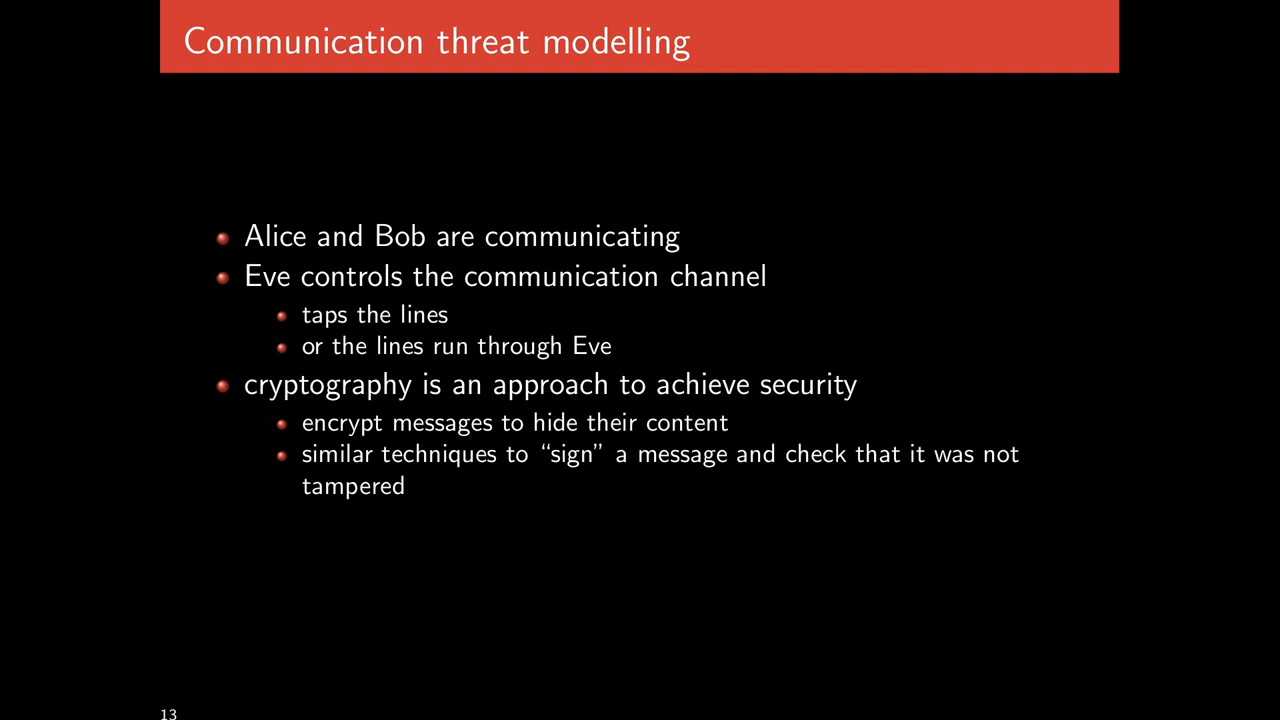 Communication threat modelling
Alice and Bob are communicating
Eve controls the communication channel
taps the lines
or the lines run through Eve
cryptography is an approach to achieve security
encrypt messages to hide their content
similar techniques to “sign” a message and check that it was not
tampered
13